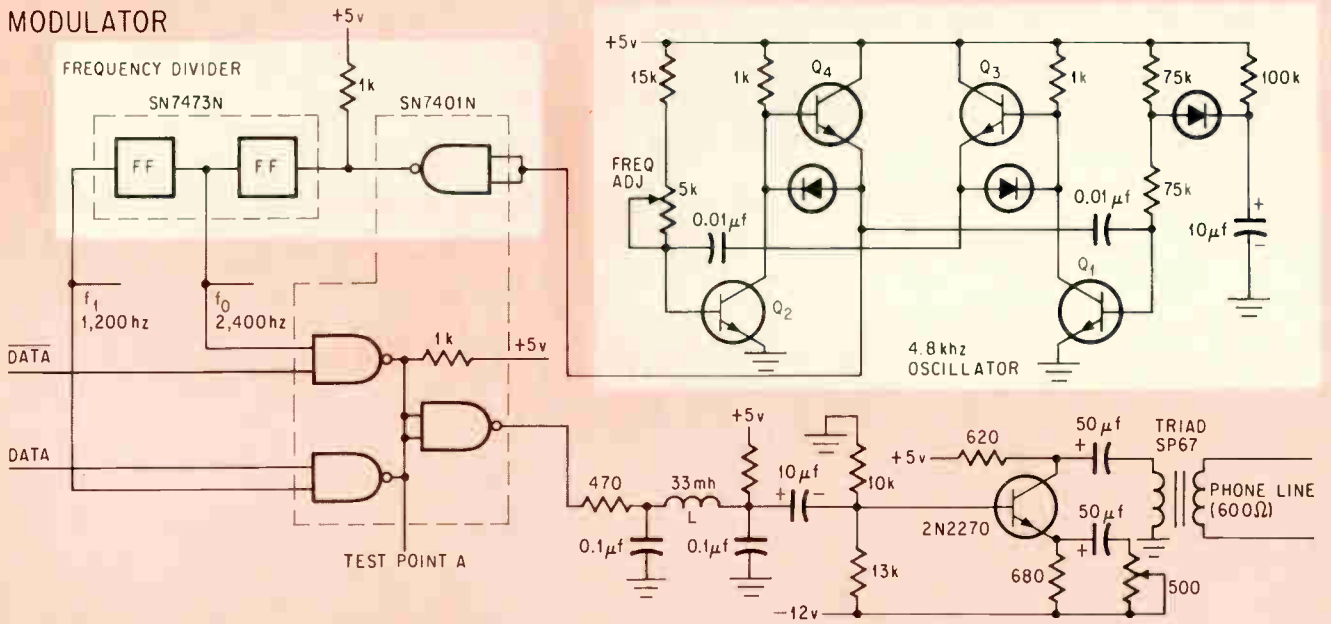 MODULATOR
FREQUENCY DIVIDER
SN7473N
FF
FF
+5v
1k
SN7401N
f1
1,200hz
f0
2,400hz
DATA
DATA
1k
+5v
TEST POINT A
+5v
15k
1k
Q4
Q3
1k
75k
100k
FREQ
ADJ
5k
0.01µf
0.01µf
75k
+
10µf
−
Q2
Q1
4.8khz
OSCILLATOR
470
33mh
L
0.1µf
0.1µf
+5v
10µf
+ −
10k
13k
−12v
+5v
620
2N2270
680
50µf
+
50µf
+
500
TRIAD
SP67
PHONE LINE
(600Ω)